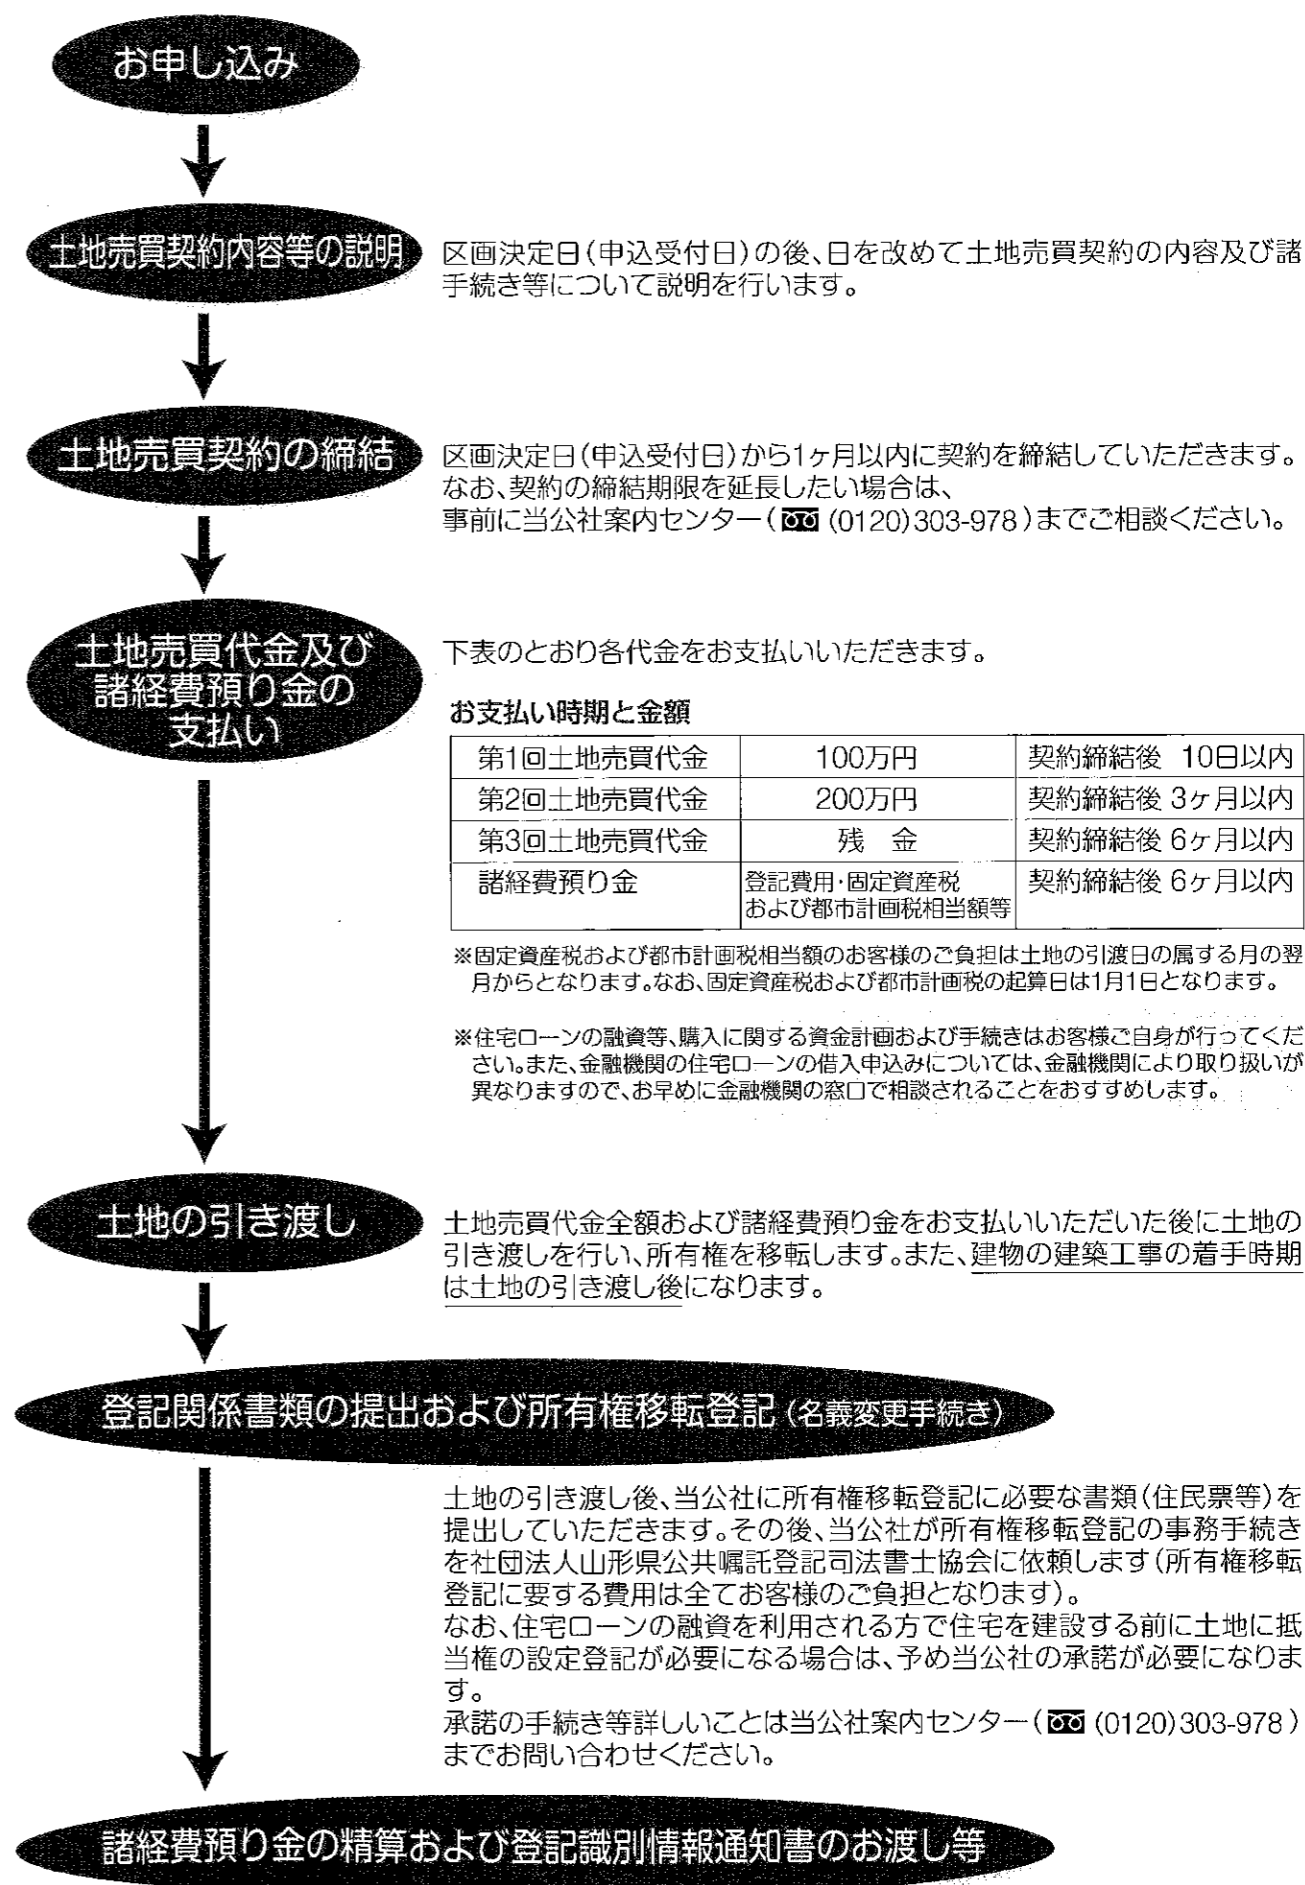 お申し込み
土地売買契約内容等の説明
区画決定日(申込受付日)の後、日を改めて土地売買契約の内容及び諸
手続き等について説明を行います。
土地売買契約の締結
区画決定日(申込受付日)から1ヶ月以内に契約を締結していただきます。
なお、契約の締結期限を延長したい場合は、
事前に当公社案内センター( (0120)303-978)までご相談ください。
土地売買代金及び
諸経費預り金の
支払い
下表のとおり各代金をお支払いいただきます。
お支払い時期と金額
第1回土地売買代金 100万円 契約締結後 10日以内
第2回土地売買代金 200万円 契約締結後 3ヶ月以内
第3回土地売買代金 残 金 契約締結後 6ヶ月以内
諸経費預り金 登記費用・固定資産税 契約締結後 6ヶ月以内
および都市計画税相当額等
※固定資産税および都市計画税相当額のお客様のご負担は土地の引渡日の属する月の翌
月からとなります。なお、固定資産税および都市計画税の起算日は1月1日となります。
※住宅ローンの融資等、購入に関する資金計画および手続きはお客様ご自身が行ってくだ
さい。また、金融機関の住宅ローンの借入申込みについては、金融機関により取り扱いが
異なりますので、お早めに金融機関の窓口で相談されることをおすすめします。
土地の引き渡し
土地売買代金全額および諸経費預り金をお支払いいただいた後に土地の
引き渡しを行い、所有権を移転します。また、建物の建築工事の着手時期
は土地の引き渡し後になります。
登記関係書類の提出および所有権移転登記(名義変更手続き)
土地の引き渡し後、当公社に所有権移転登記に必要な書類(住民票等)を
提出していただきます。その後、当公社が所有権移転登記の事務手続き
を社団法人山形県公共嘱託登記司法書士協会に依頼します(所有権移転
登記に要する費用は全てお客様のご負担となります)。
なお、住宅ローンの融資を利用される方で住宅を建設する前に土地に抵
当権の設定登記が必要になる場合は、予め当公社の承諾が必要になりま
す。
承諾の手続き等詳しいことは当公社案内センター( (0120)303-978)
までお問い合わせください。
諸経費預り金の精算および登記識別情報通知書のお渡し等